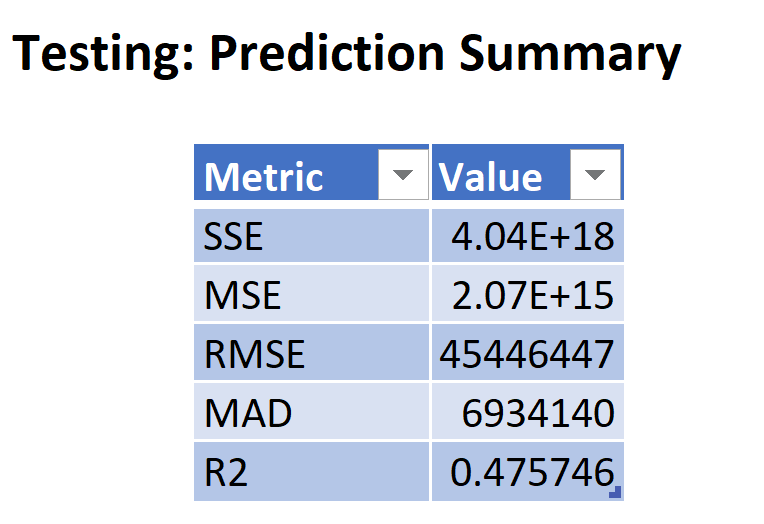 Testing: Prediction Summary
Metric Value
SSE 4.04E+18
MSE 2.07E+15
RMSE 45446447
MAD 6934140
R2 0.475746